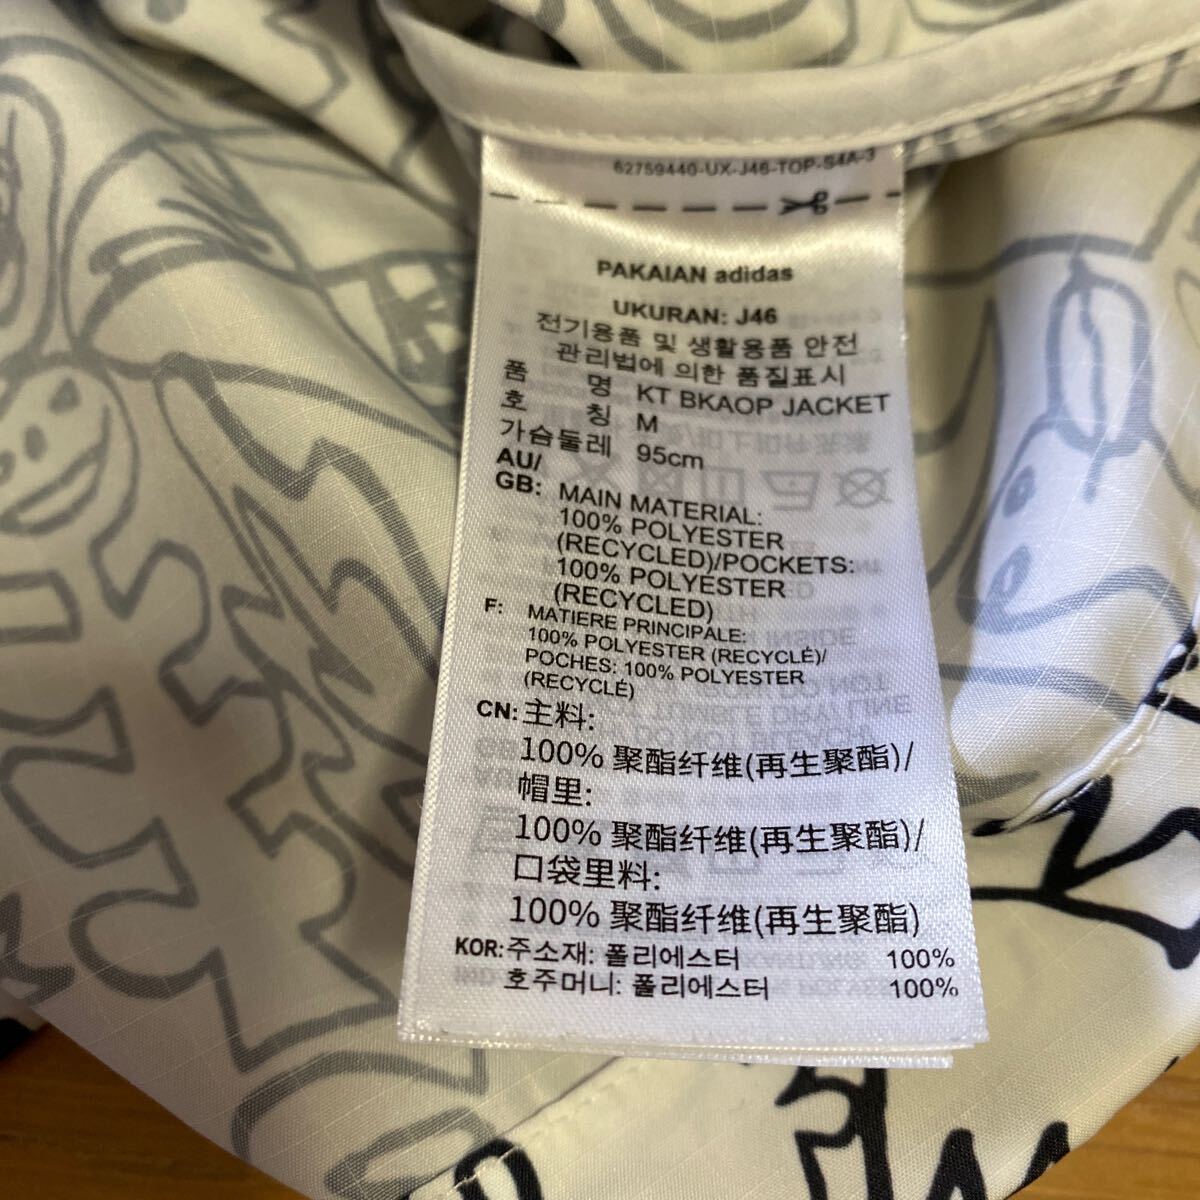 62759440-UX-J46-TOP-S4A-3
PAKAIAN adidas
UKURAN: J46
전기용품 및 생활용품 안전
관리법에 의한 품질표시
품 명 KT BKAOP JACKET
호 칭 M
가슴둘레 95cm
AU/
GB: MAIN MATERIAL:
100% POLYESTER
(RECYCLED)/POCKETS:
100% POLYESTER
(RECYCLED)
F: MATIERE PRINCIPALE:
100% POLYESTER (RECYCLÉ)/
POCHES: 100% POLYESTER
(RECYCLÉ)
CN: 主料:
100% 聚酯纤维(再生聚酯)/
帽里:
100% 聚酯纤维(再生聚酯)/
口袋里料:
100% 聚酯纤维(再生聚酯)
KOR: 주소재: 폴리에스터 100%
호주머니: 폴리에스터 100%